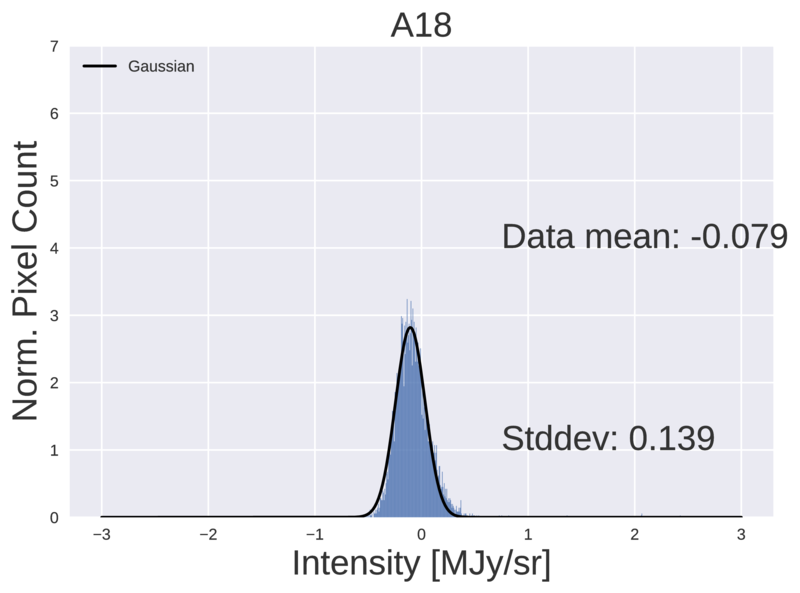 A18
7
Gaussian
6
5
Data mean: -0.079
4
3
2
Stddev: 0.139
1
0
−3 −2 −1 0 1 2 3
Norm. Pixel Count
Intensity [MJy/sr]